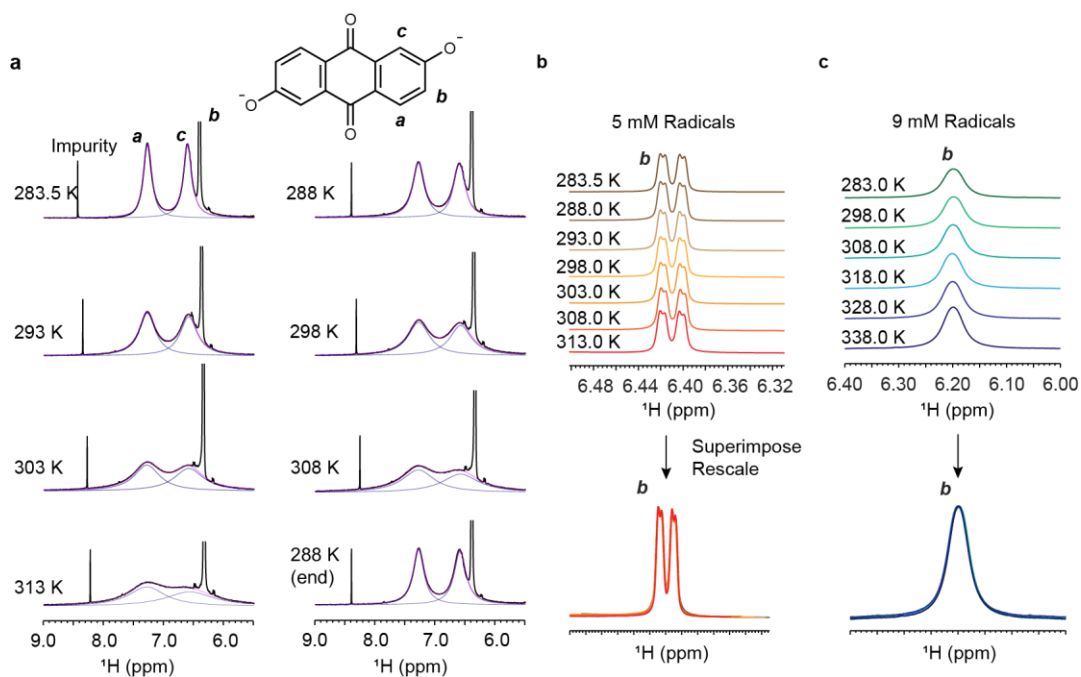 a
b
c
O
O
O⁻
⁻O
c
b
a
Impurity
a
c
b
283.5 K
b
288 K
293 K
298 K
303 K
308 K
313 K
288 K
(end)
9.0 8.0 7.0 6.0
¹H (ppm)
9.0 8.0 7.0 6.0
¹H (ppm)
5 mM Radicals
b
283.5 K
288.0 K
293.0 K
298.0 K
303.0 K
308.0 K
313.0 K
6.48 6.44 6.40 6.36 6.32
¹H (ppm)
Superimpose
Rescale
b
¹H (ppm)
9 mM Radicals
b
283.0 K
298.0 K
308.0 K
318.0 K
328.0 K
338.0 K
6.40 6.30 6.20 6.10 6.00
¹H (ppm)
b
¹H (ppm)